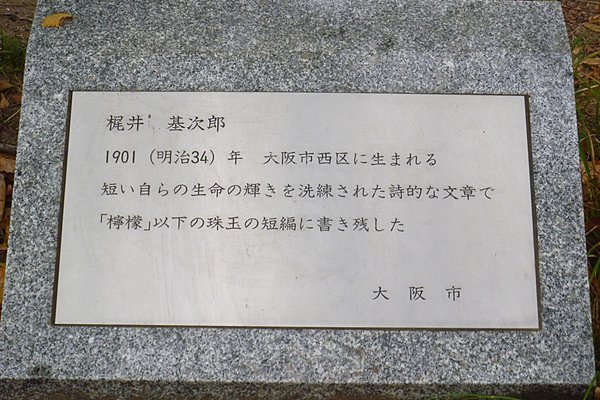 梶井　基次郎
1901（明治34）年　大阪市西区に生まれる
短い自らの生命の輝きを洗練された詩的な文章で
「檸檬」以下の珠玉の短編に書き残した
大　阪　市